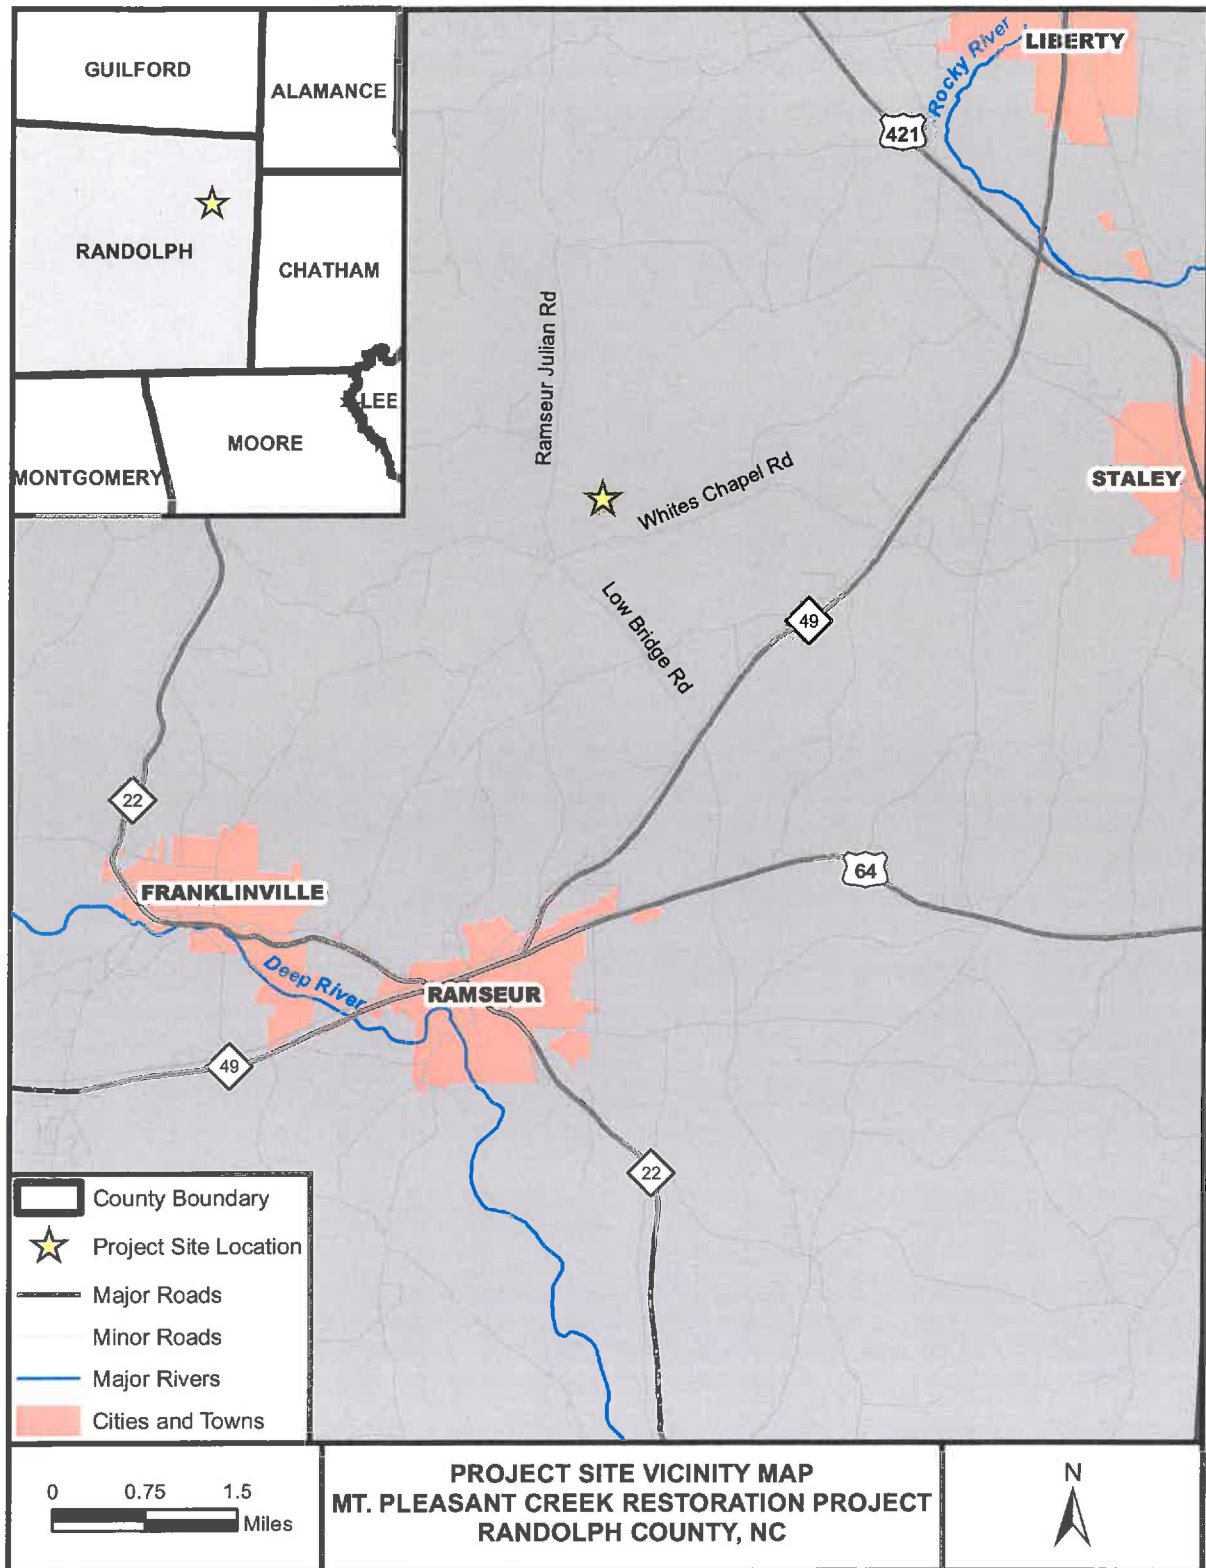 GUILFORD
ALAMANCE
RANDOLPH
CHATHAM
LEE
MOORE
MONTGOMERY
LIBERTY
Rocky River
421
Ramseur Julian Rd
Whites Chapel Rd
STALEY
Low Bridge Rd
49
22
FRANKLINVILLE
64
Deep River
RAMSEUR
49
22
County Boundary
Project Site Location
Major Roads
Minor Roads
Major Rivers
Cities and Towns
0 0.75 1.5
Miles
PROJECT SITE VICINITY MAP
MT. PLEASANT CREEK RESTORATION PROJECT
RANDOLPH COUNTY, NC
N